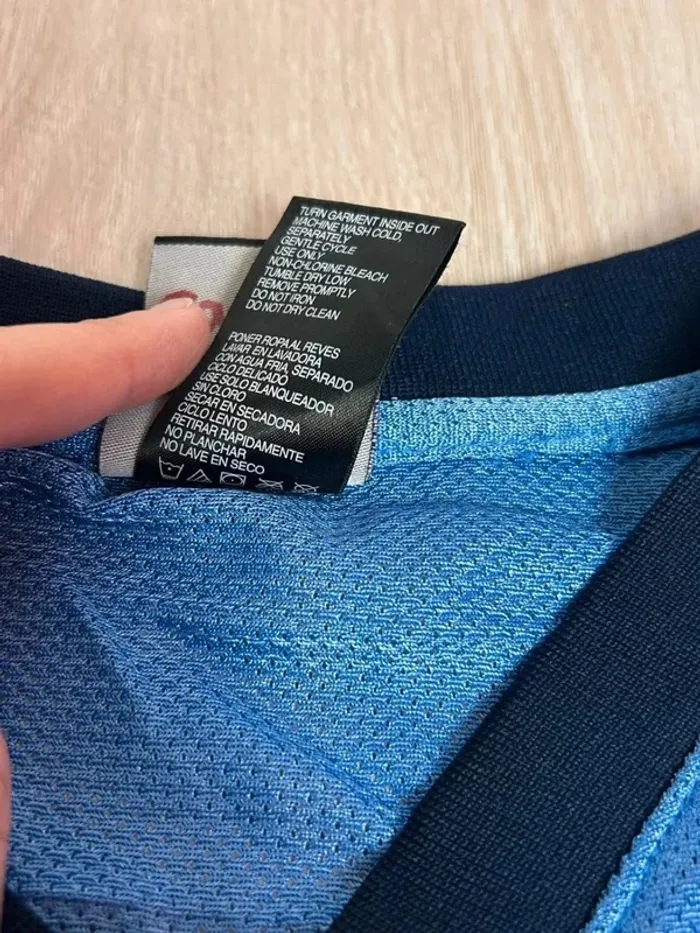 TURN GARMENT INSIDE OUT
MACHINE WASH COLD,
SEPARATELY
GENTLE CYCLE
USE ONLY
NON-CHLORINE BLEACH
TUMBLE DRY LOW
REMOVE PROMPTLY
DO NOT IRON
DO NOT DRY CLEAN
PONER ROPA AL REVES
LAVAR EN LAVADORA
CON AGUA FRIA, SEPARADO
CICLO DELICADO
USE SOLO BLANQUEADOR
SIN CLORO
SECAR EN SECADORA
CICLO LENTO
RETIRAR RAPIDAMENTE
NO PLANCHAR
NO LAVE EN SECO